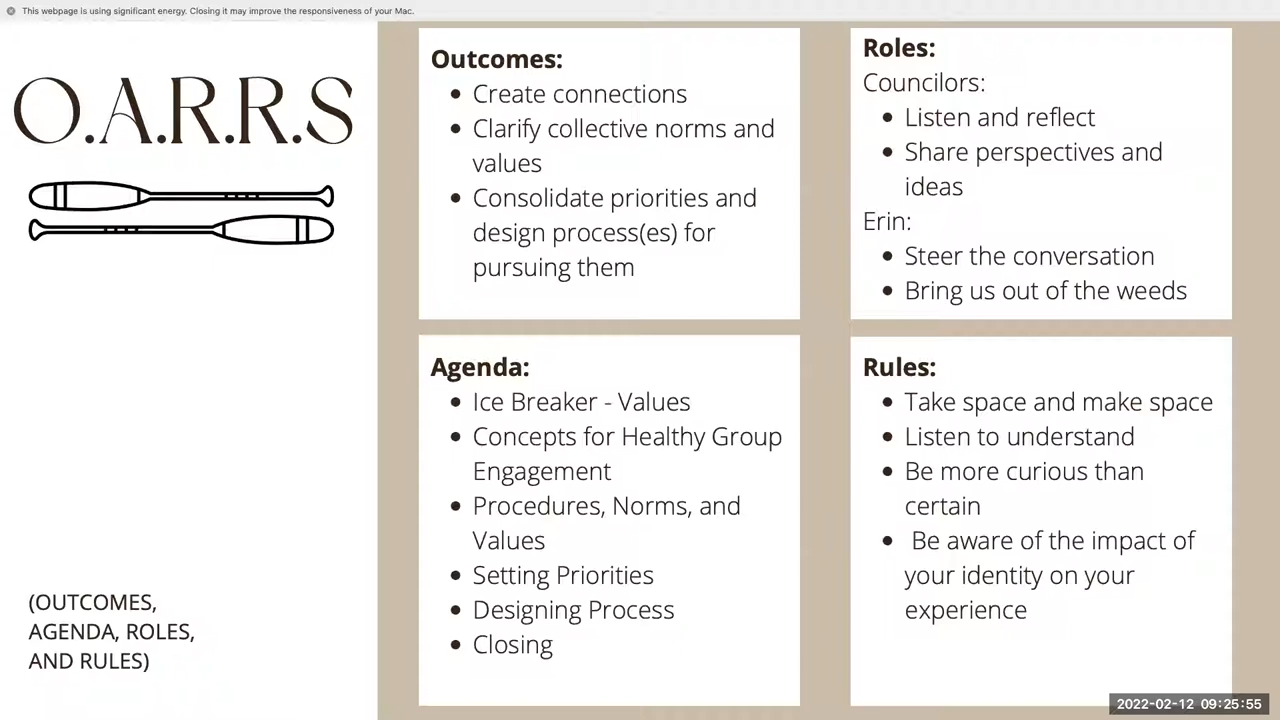 This webpage is using significant energy. Closing it may improve the responsiveness of your Mac.
O.A.R.R.S
(OUTCOMES,
AGENDA, ROLES,
AND RULES)
Outcomes:
• Create connections
• Clarify collective norms and
values
• Consolidate priorities and
design process(es) for
pursuing them
Roles:
Councilors:
• Listen and reflect
• Share perspectives and
ideas
Erin:
• Steer the conversation
• Bring us out of the weeds
Agenda:
• Ice Breaker - Values
• Concepts for Healthy Group
Engagement
• Procedures, Norms, and
Values
• Setting Priorities
• Designing Process
• Closing
Rules:
• Take space and make space
• Listen to understand
• Be more curious than
certain
• Be aware of the impact of
your identity on your
experience
2022-02-12 09:25:55